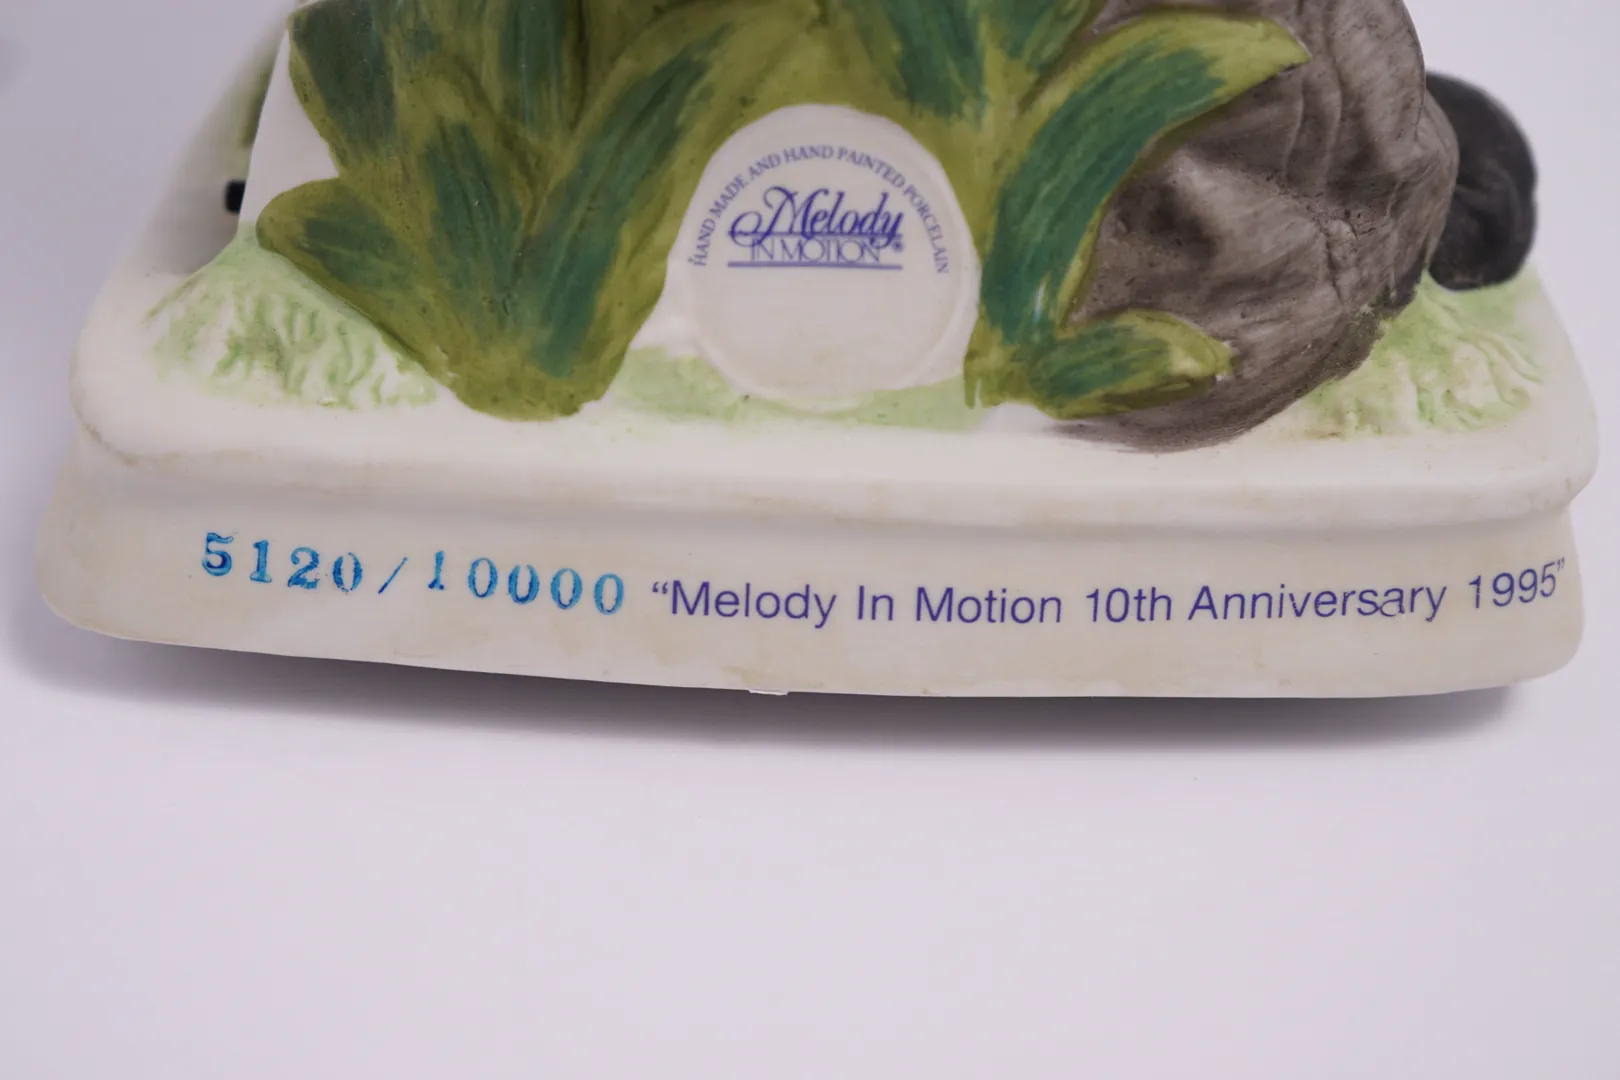 HAND MADE AND HAND PAINTED PORCELAIN
Melody
IN MOTION®
5120/10000 “Melody In Motion 10th Anniversary 1995”